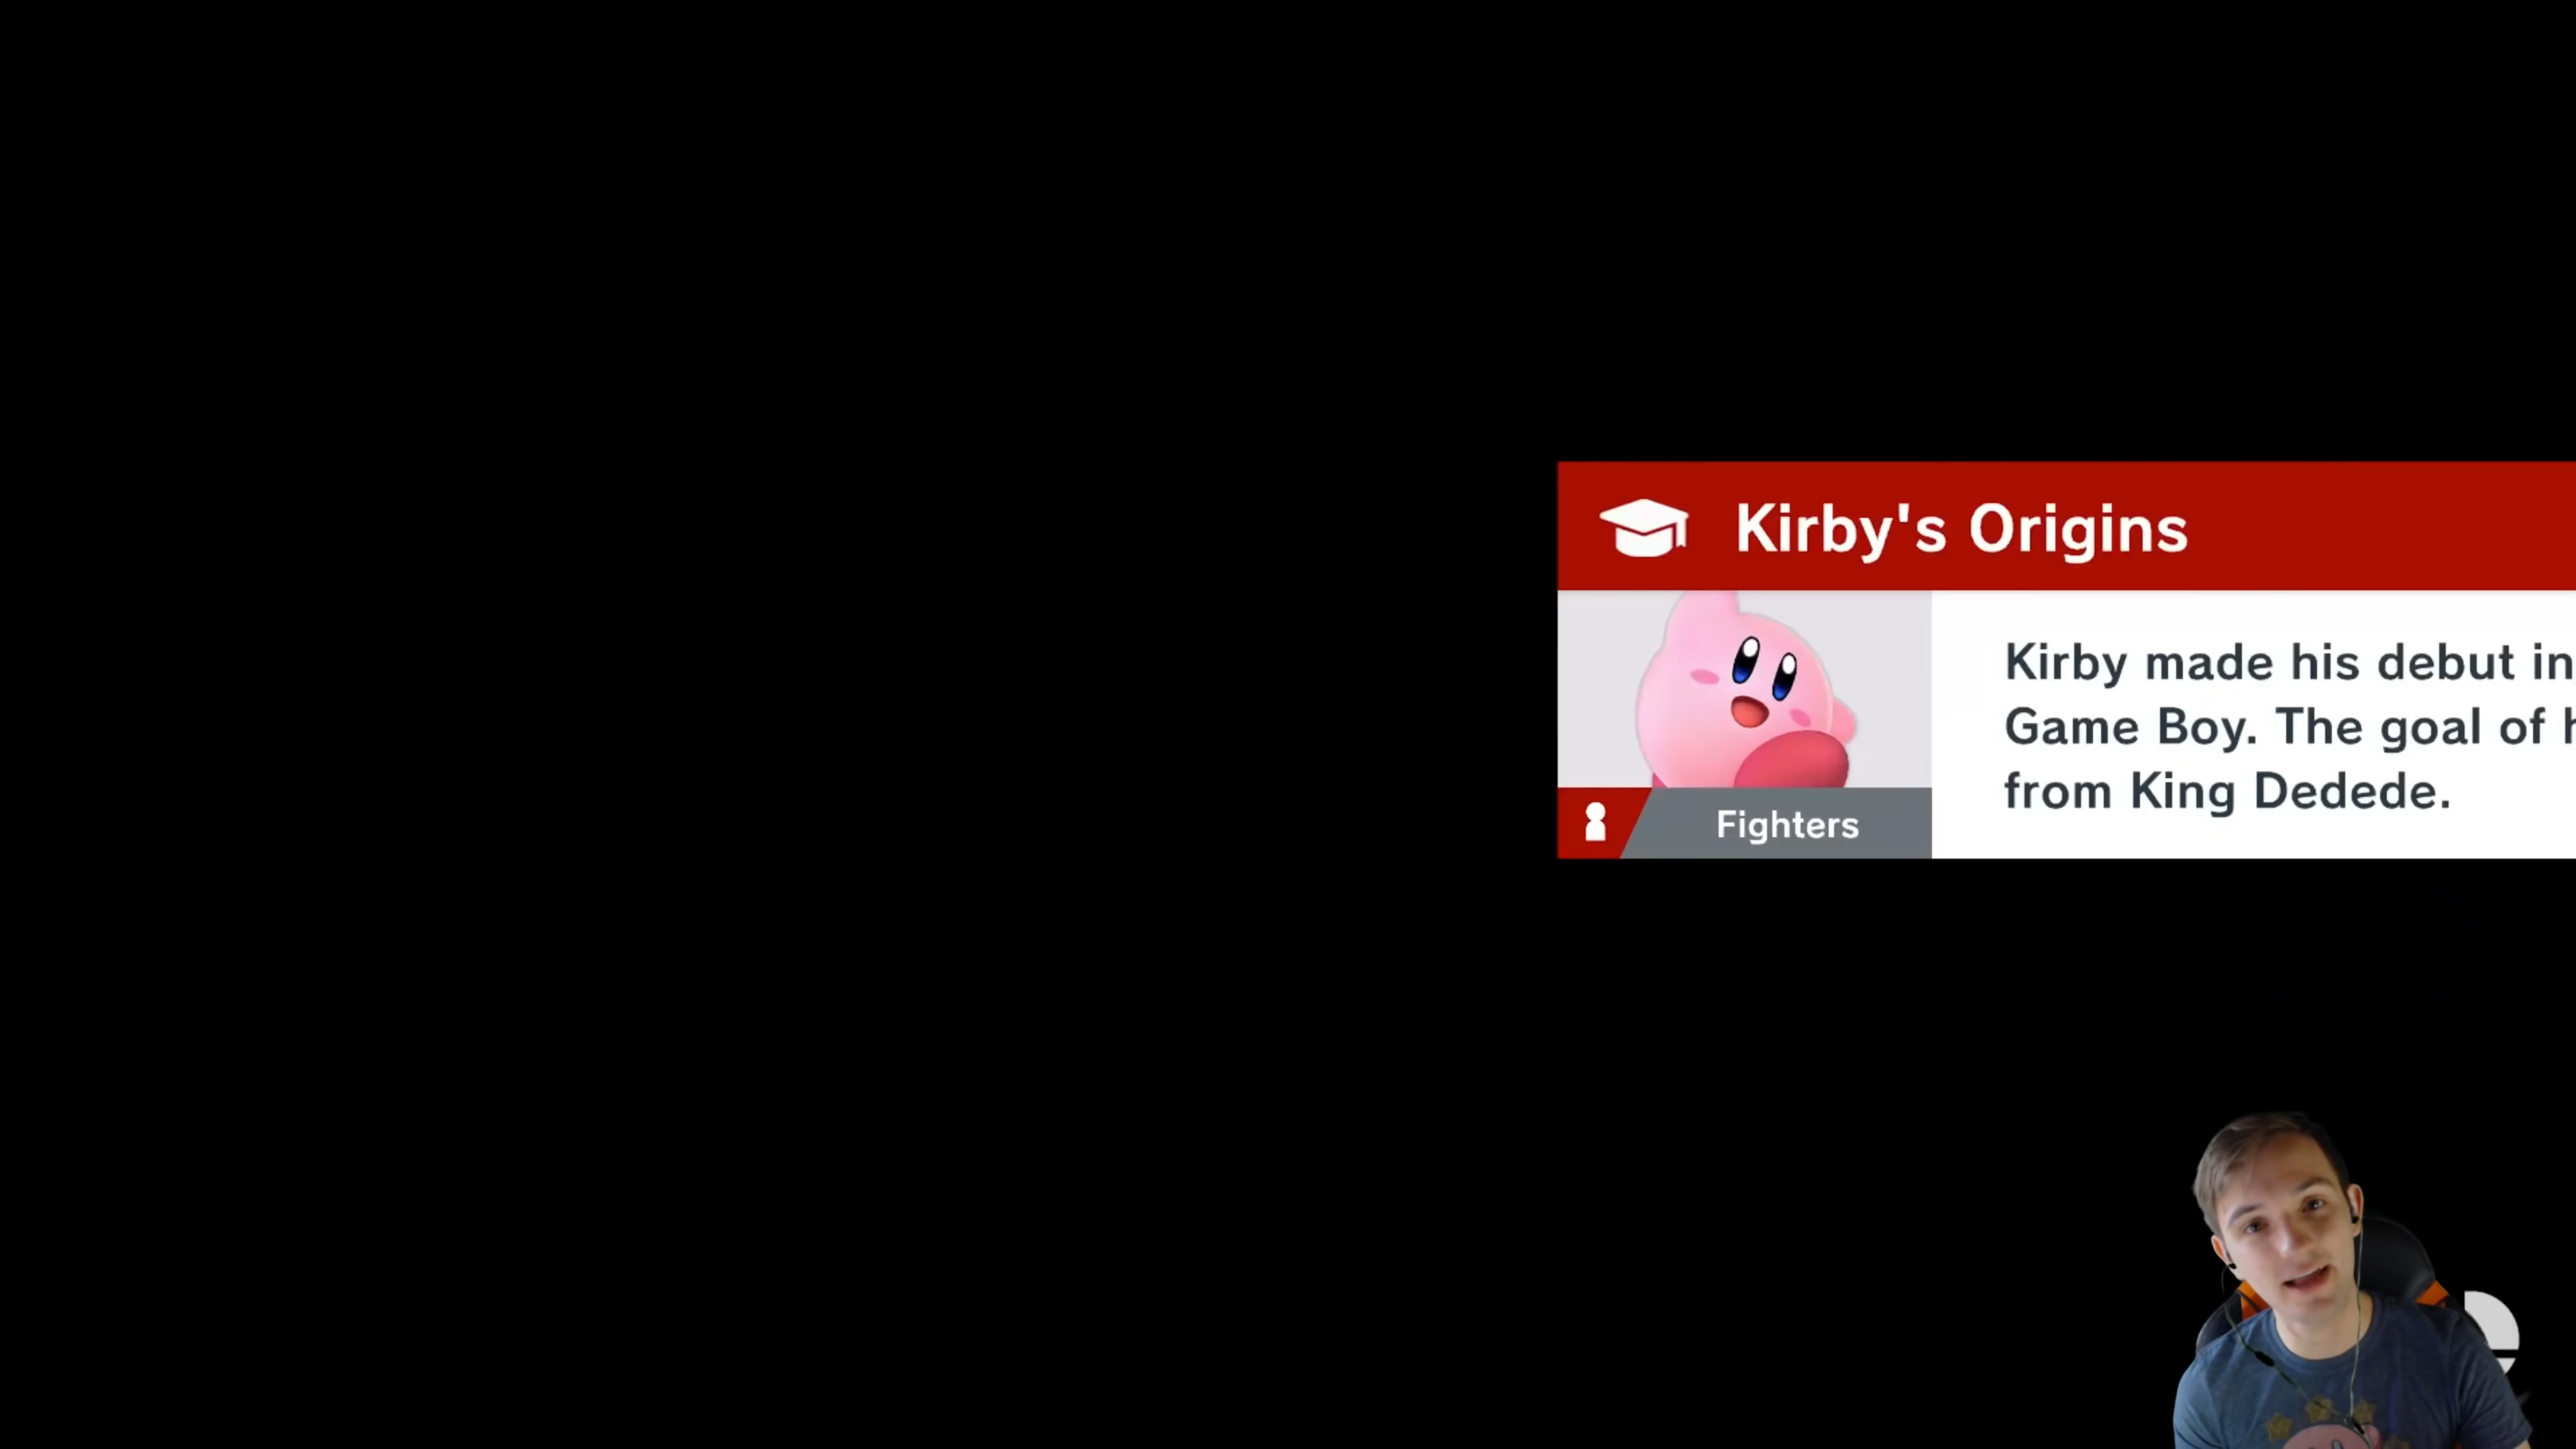 Kirby's Origins
Kirby made his debut in
Game Boy. The goal of
from King Dedede.
Fighters